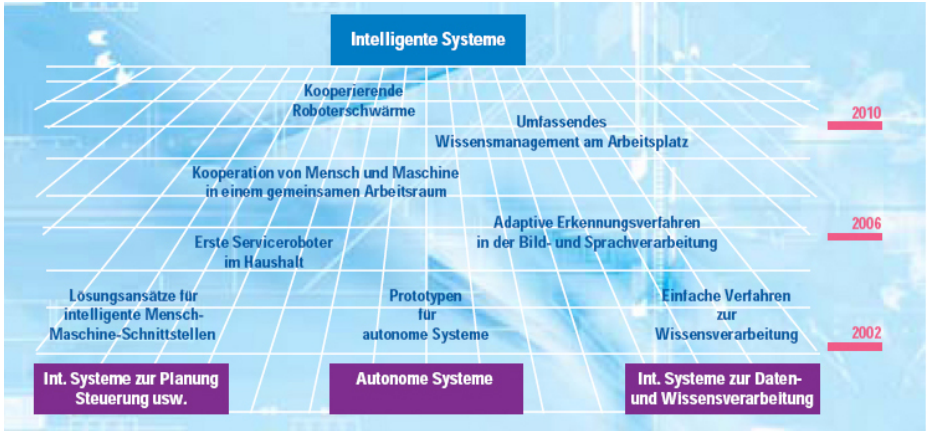 Intelligente Systeme
Kooperierende
Roboterschwärme
2010
Umfassendes
Wissensmanagement am Arbeitsplatz
Kooperation von Mensch und Maschine
in einem gemeinsamen Arbeitsraum
Adaptive Erkennungsverfahren
in der Bild- und Sprachverarbeitung
2006
Erste Serviceroboter
im Haushalt
Lösungsansätze für
intelligente Mensch-
Maschine-Schnittstellen
Prototypen
für
autonome Systeme
Einfache Verfahren
zur
Wissensverarbeitung
2002
Int. Systeme zur Planung
Steuerung usw.
Autonome Systeme
Int. Systeme zur Daten-
und Wissensverarbeitung